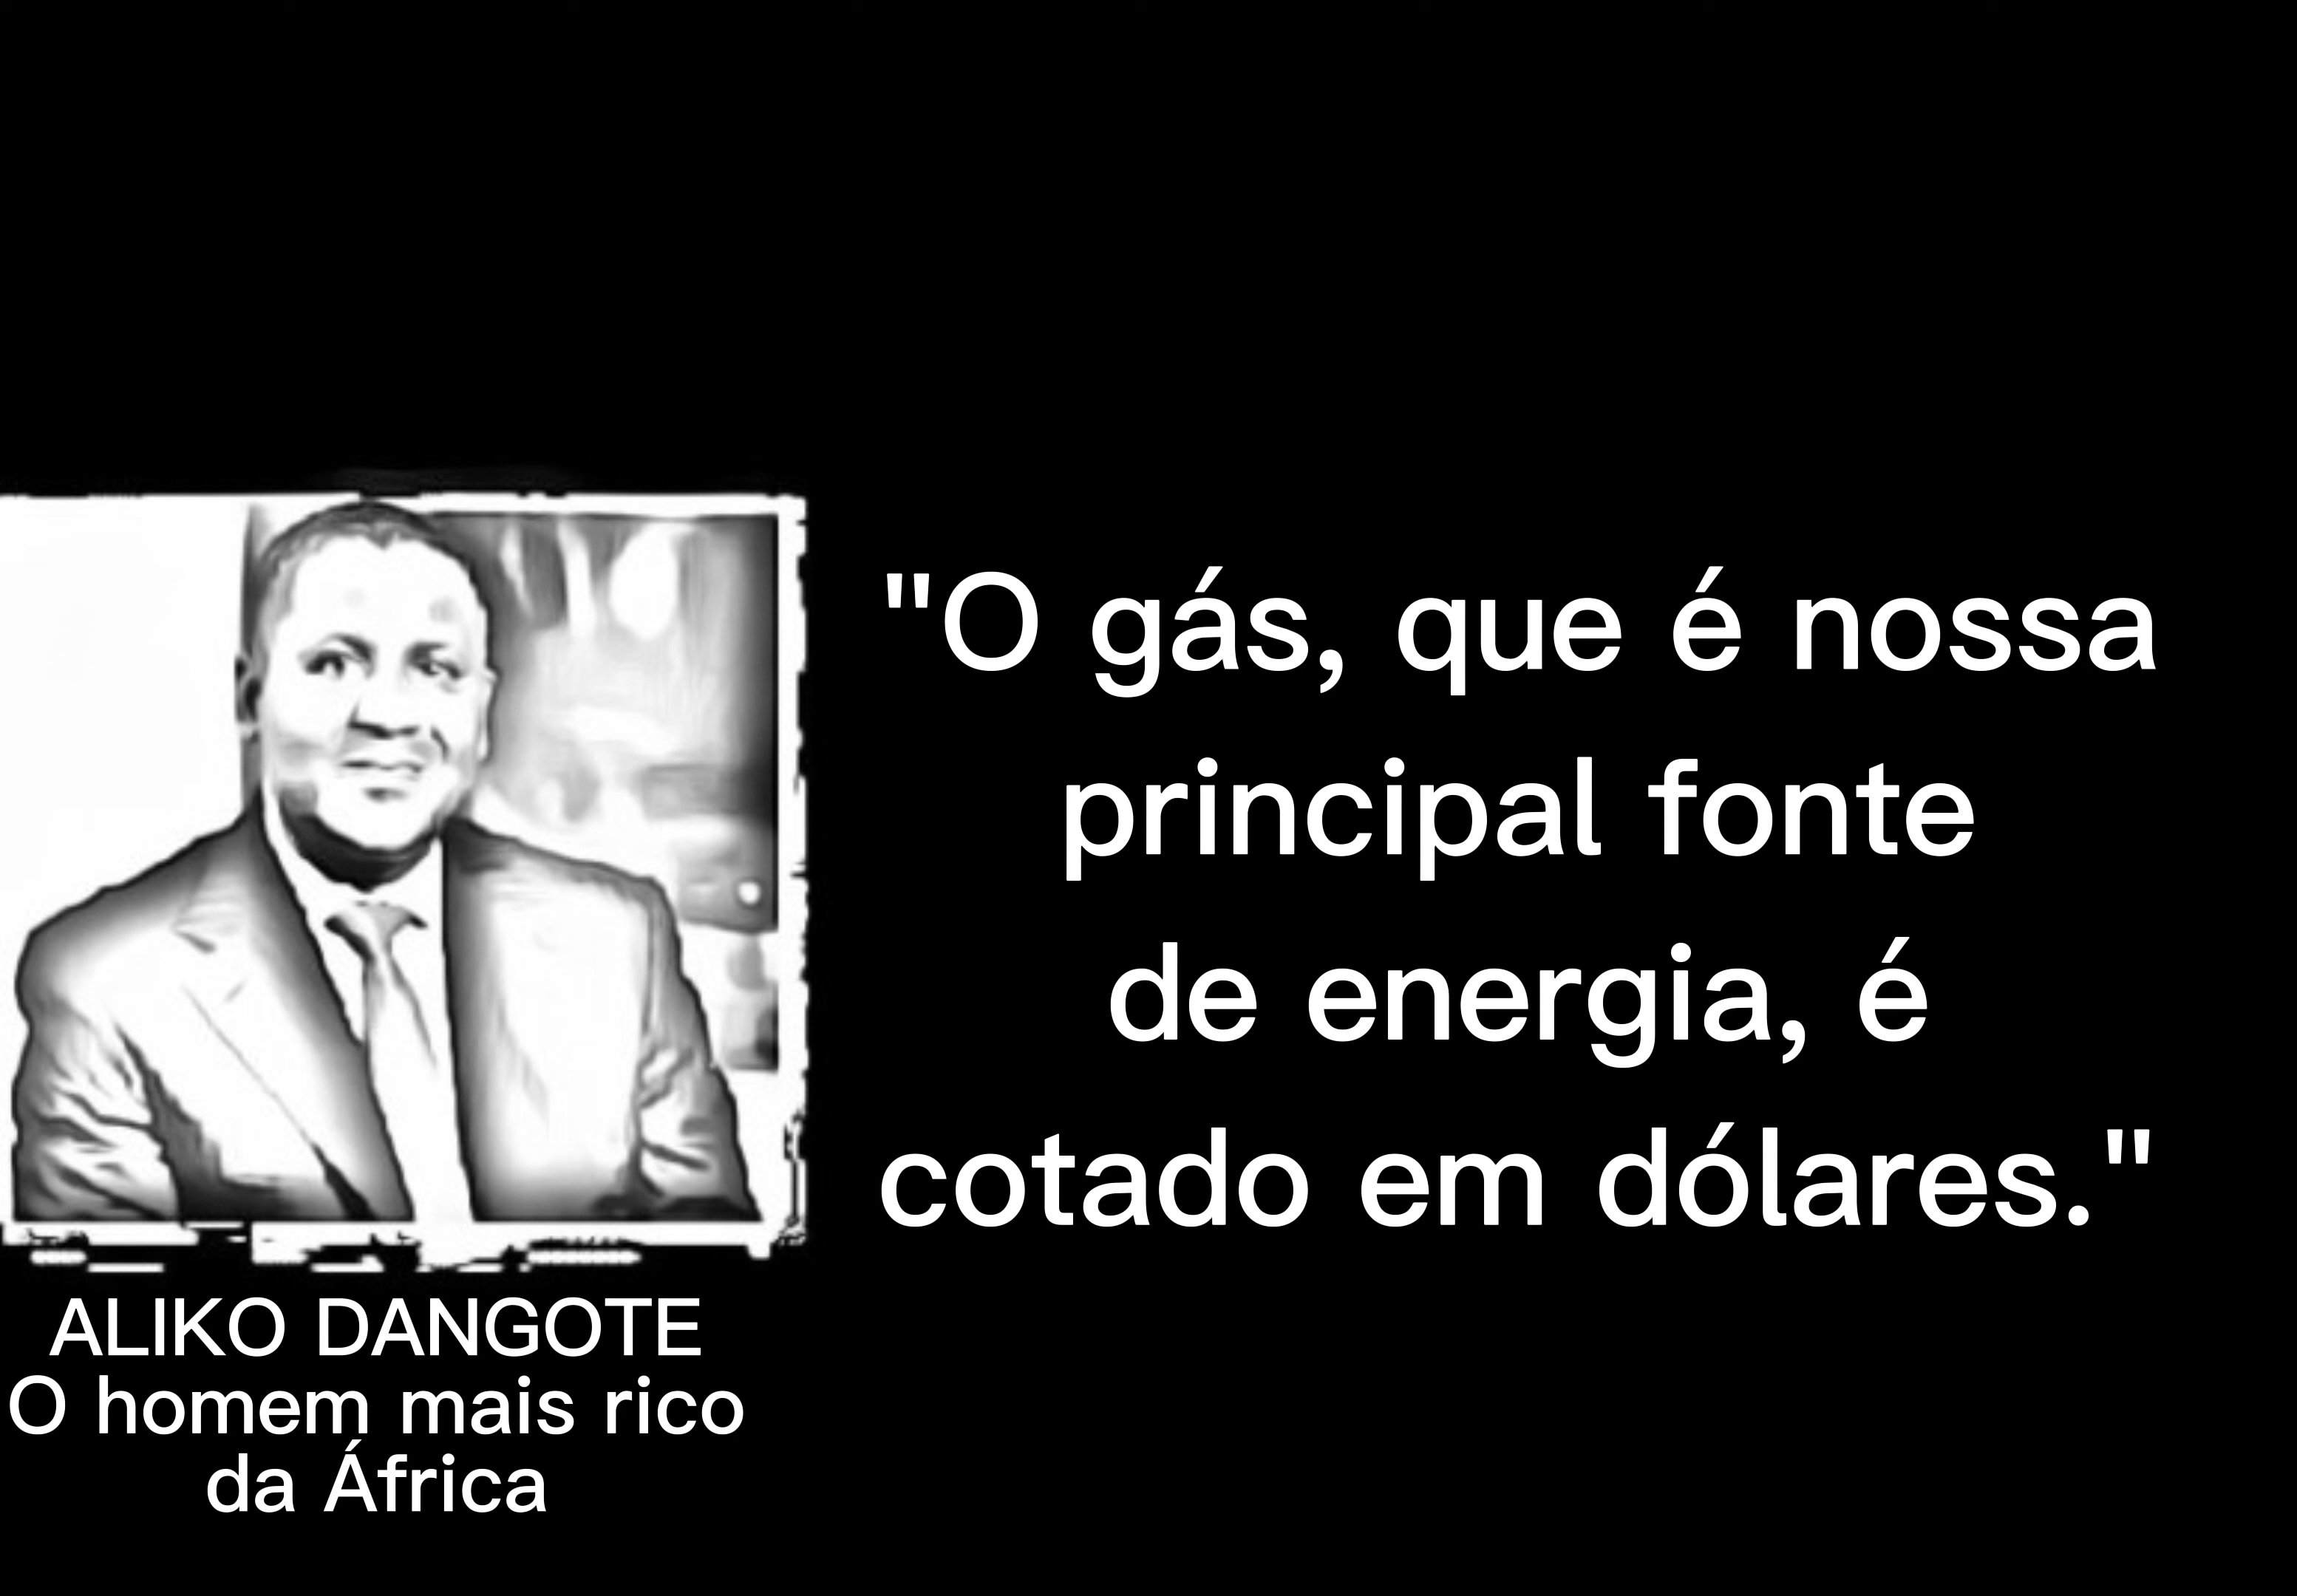 "O gás, que é nossa
principal fonte
de energia, é
cotado em dólares."
ALIKO DANGOTE
O homem mais rico
da África